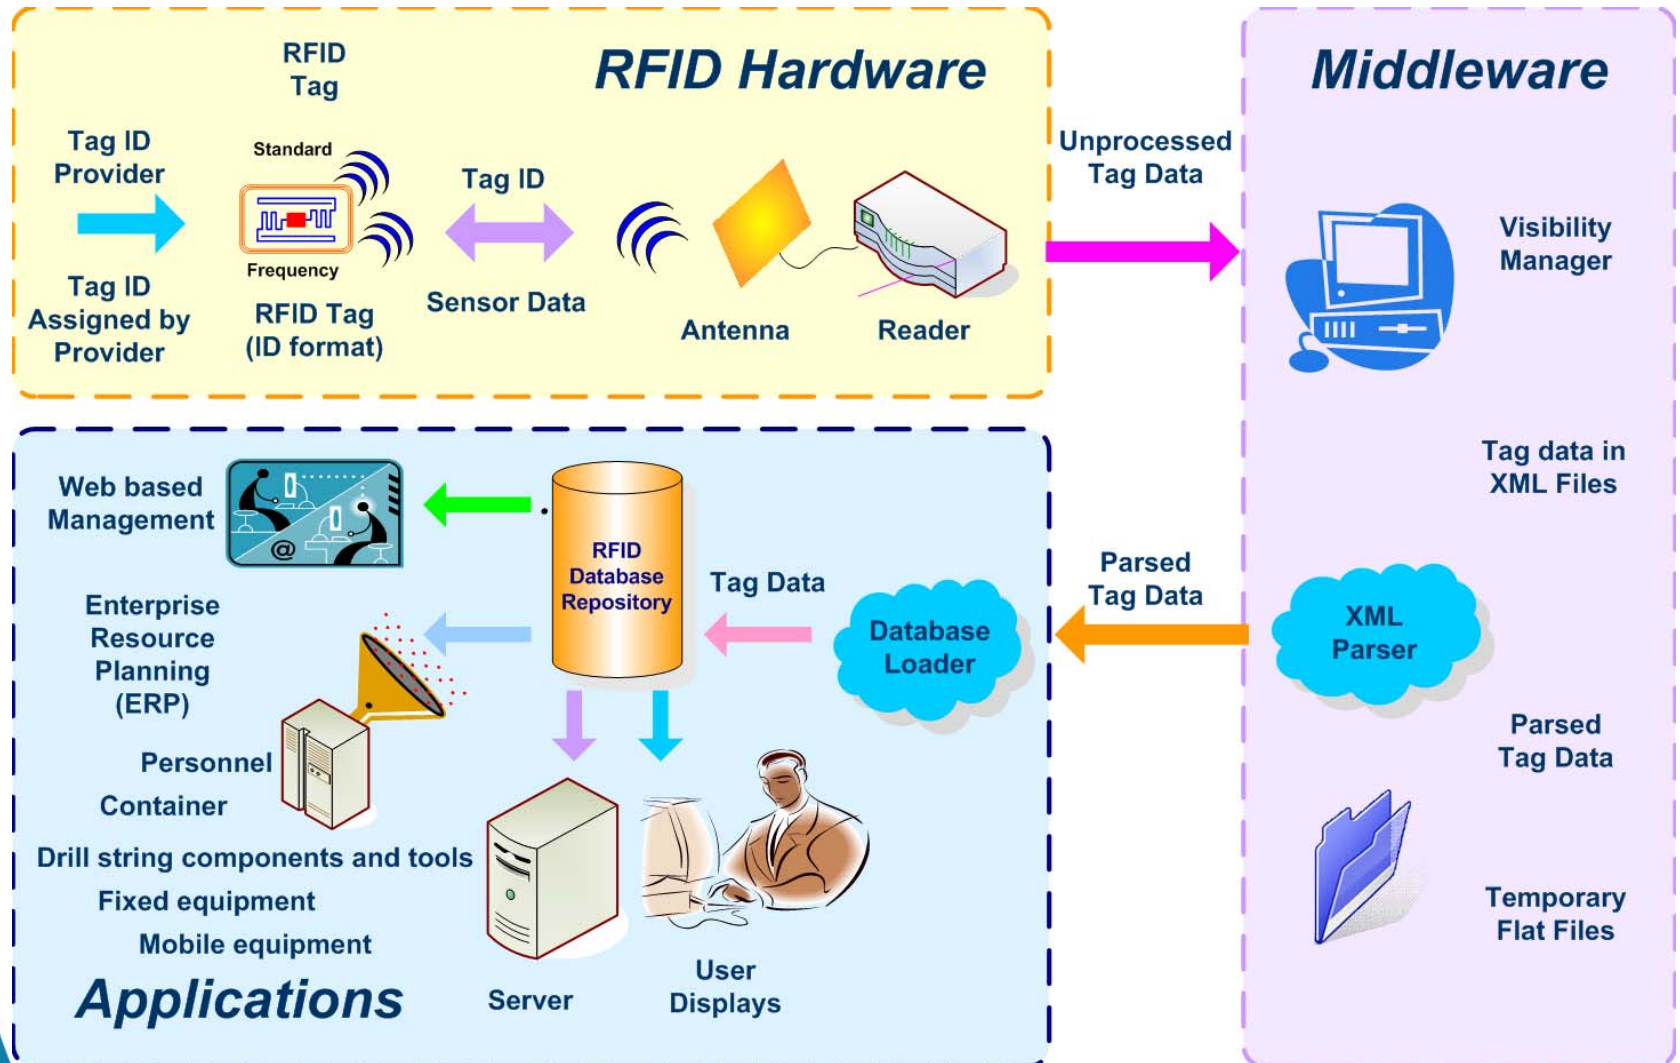 RFID
Tag
RFID Hardware
Tag ID
Provider
Standard
Tag ID
Frequency
Tag ID
Assigned by
Provider
RFID Tag
(ID format)
Sensor Data
Antenna
Reader
Unprocessed
Tag Data
Middleware
Visibility
Manager
Tag data in
XML Files
XML
Parser
Parsed
Tag Data
Temporary
Flat Files
Parsed
Tag Data
Web based
Management
@
RFID
Database
Repository
Tag Data
Database
Loader
Enterprise
Resource
Planning
(ERP)
Personnel
Container
Drill string components and tools
Fixed equipment
Mobile equipment
Applications
Server
User
Displays